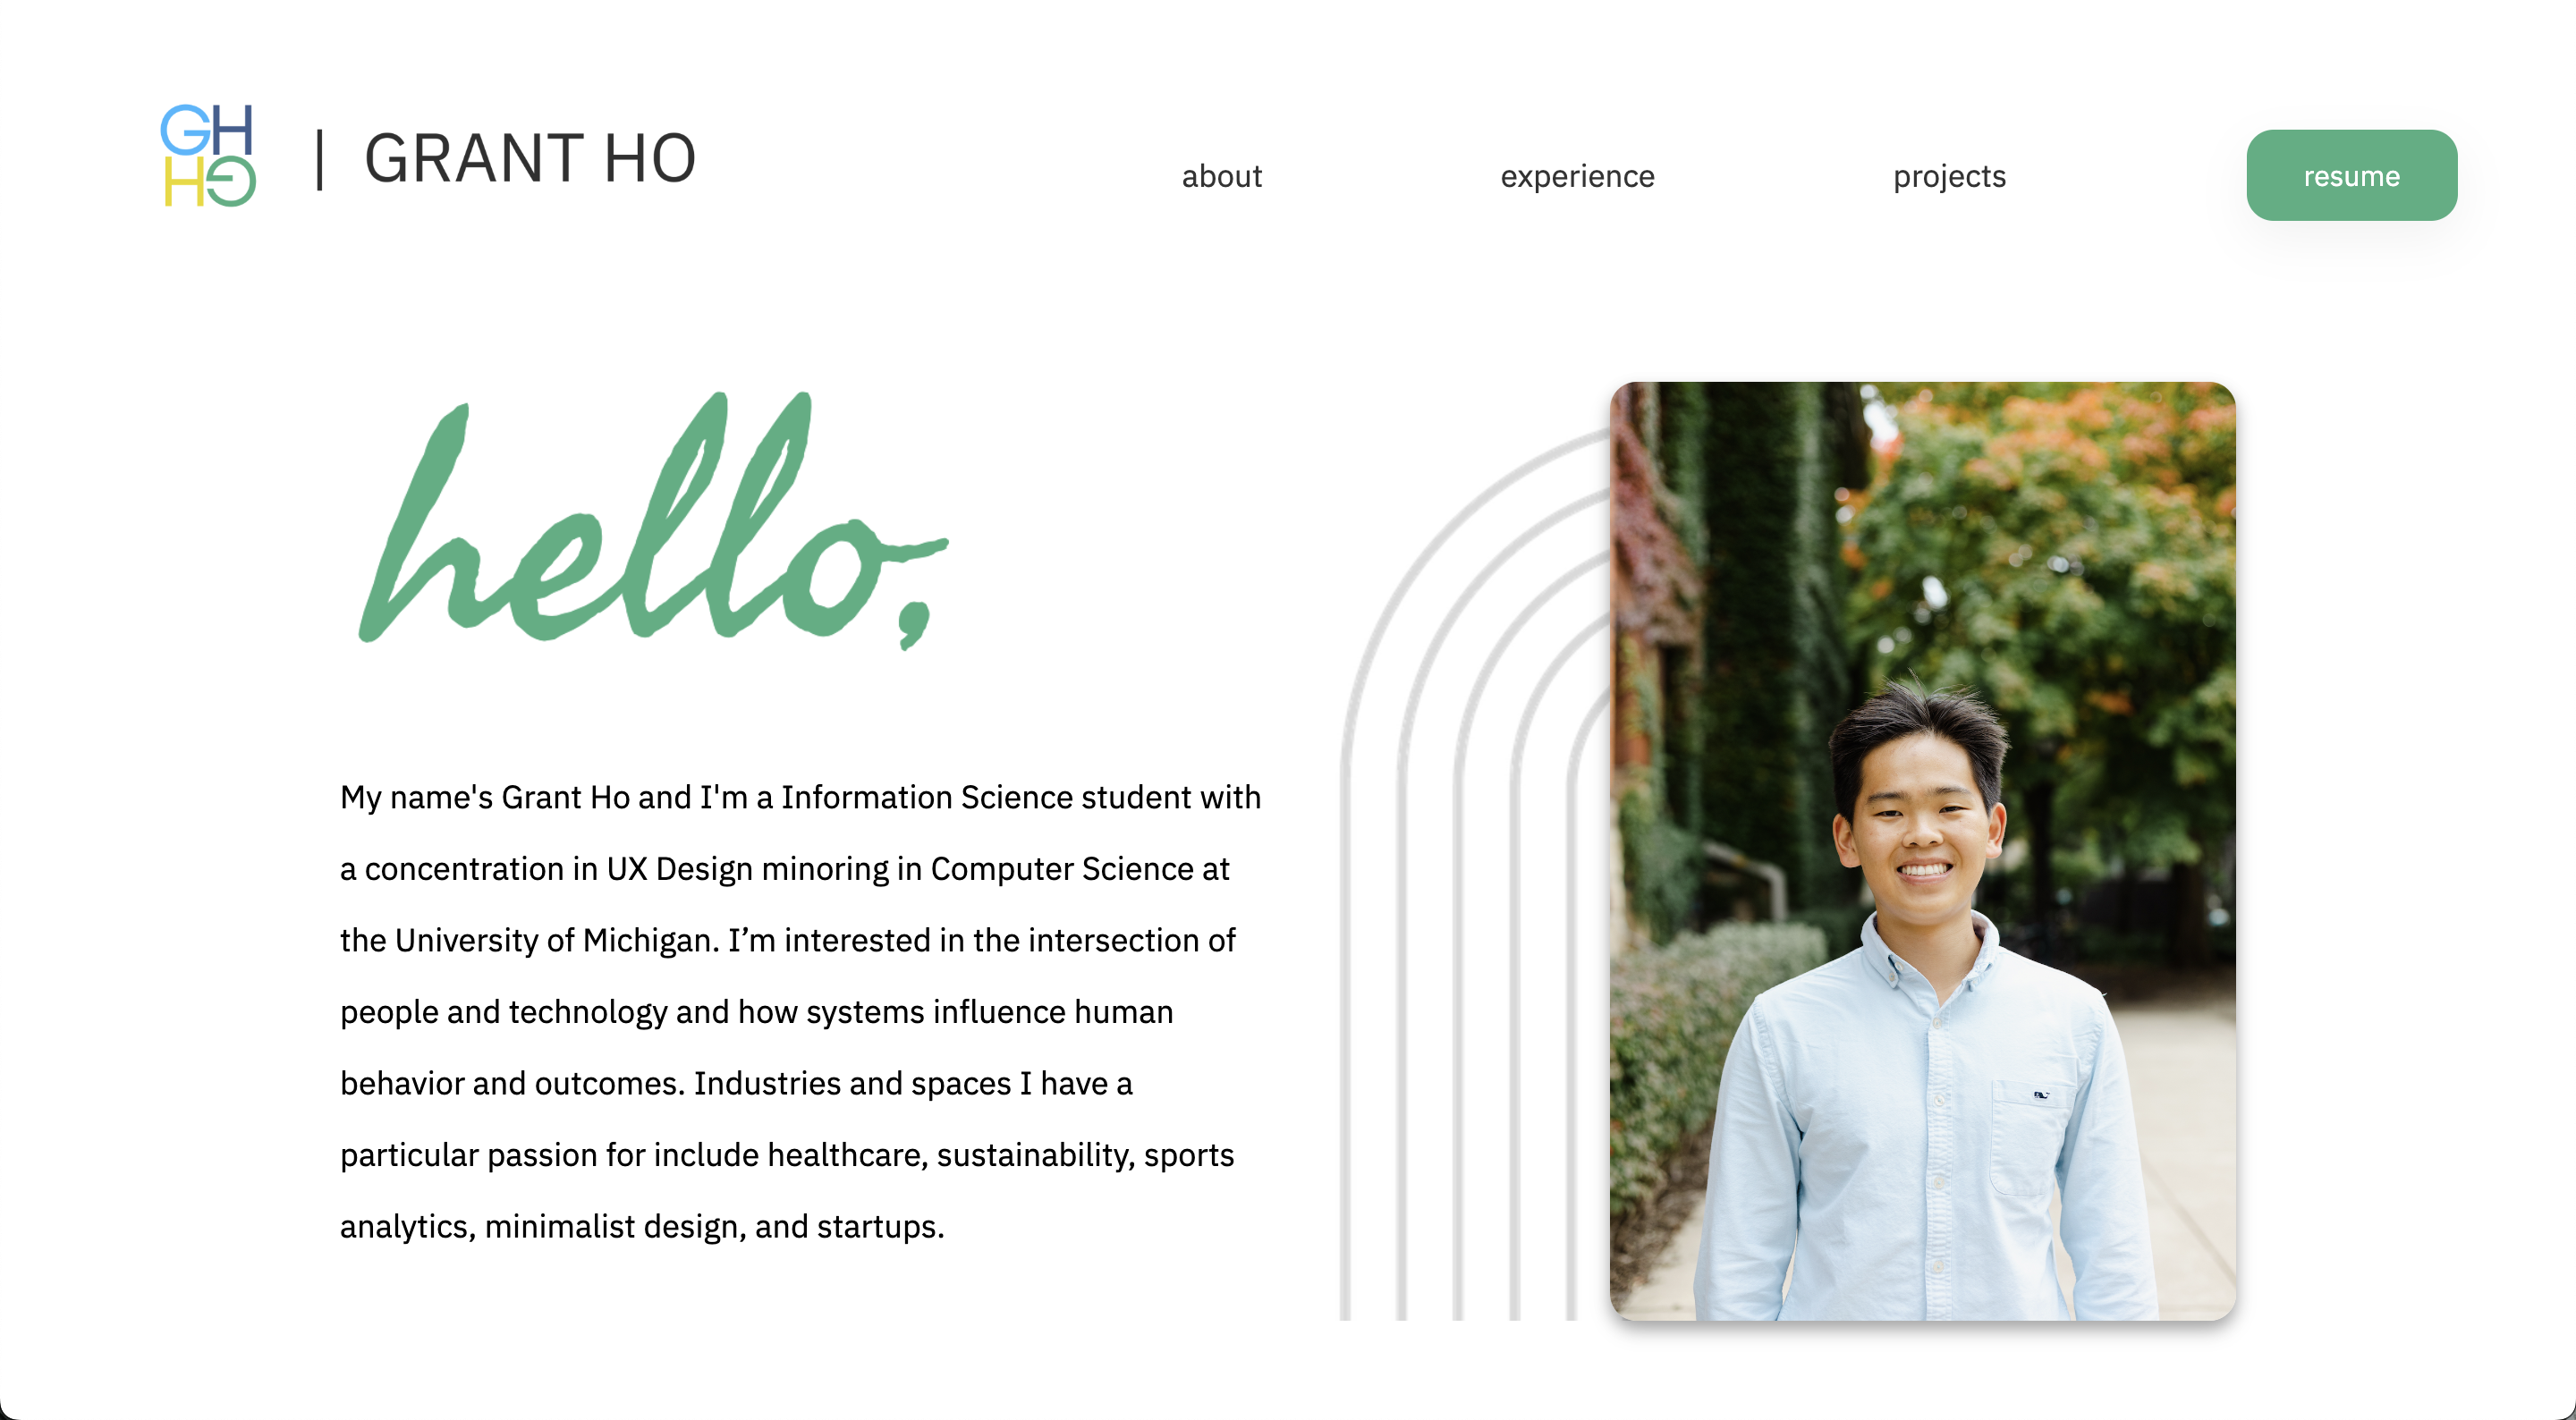 GH
HG
| GRANT HO
about
experience
projects
resume
hello,
My name's Grant Ho and I'm a Information Science student with
a concentration in UX Design minoring in Computer Science at
the University of Michigan. I’m interested in the intersection of
people and technology and how systems influence human
behavior and outcomes. Industries and spaces I have a
particular passion for include healthcare, sustainability, sports
analytics, minimalist design, and startups.